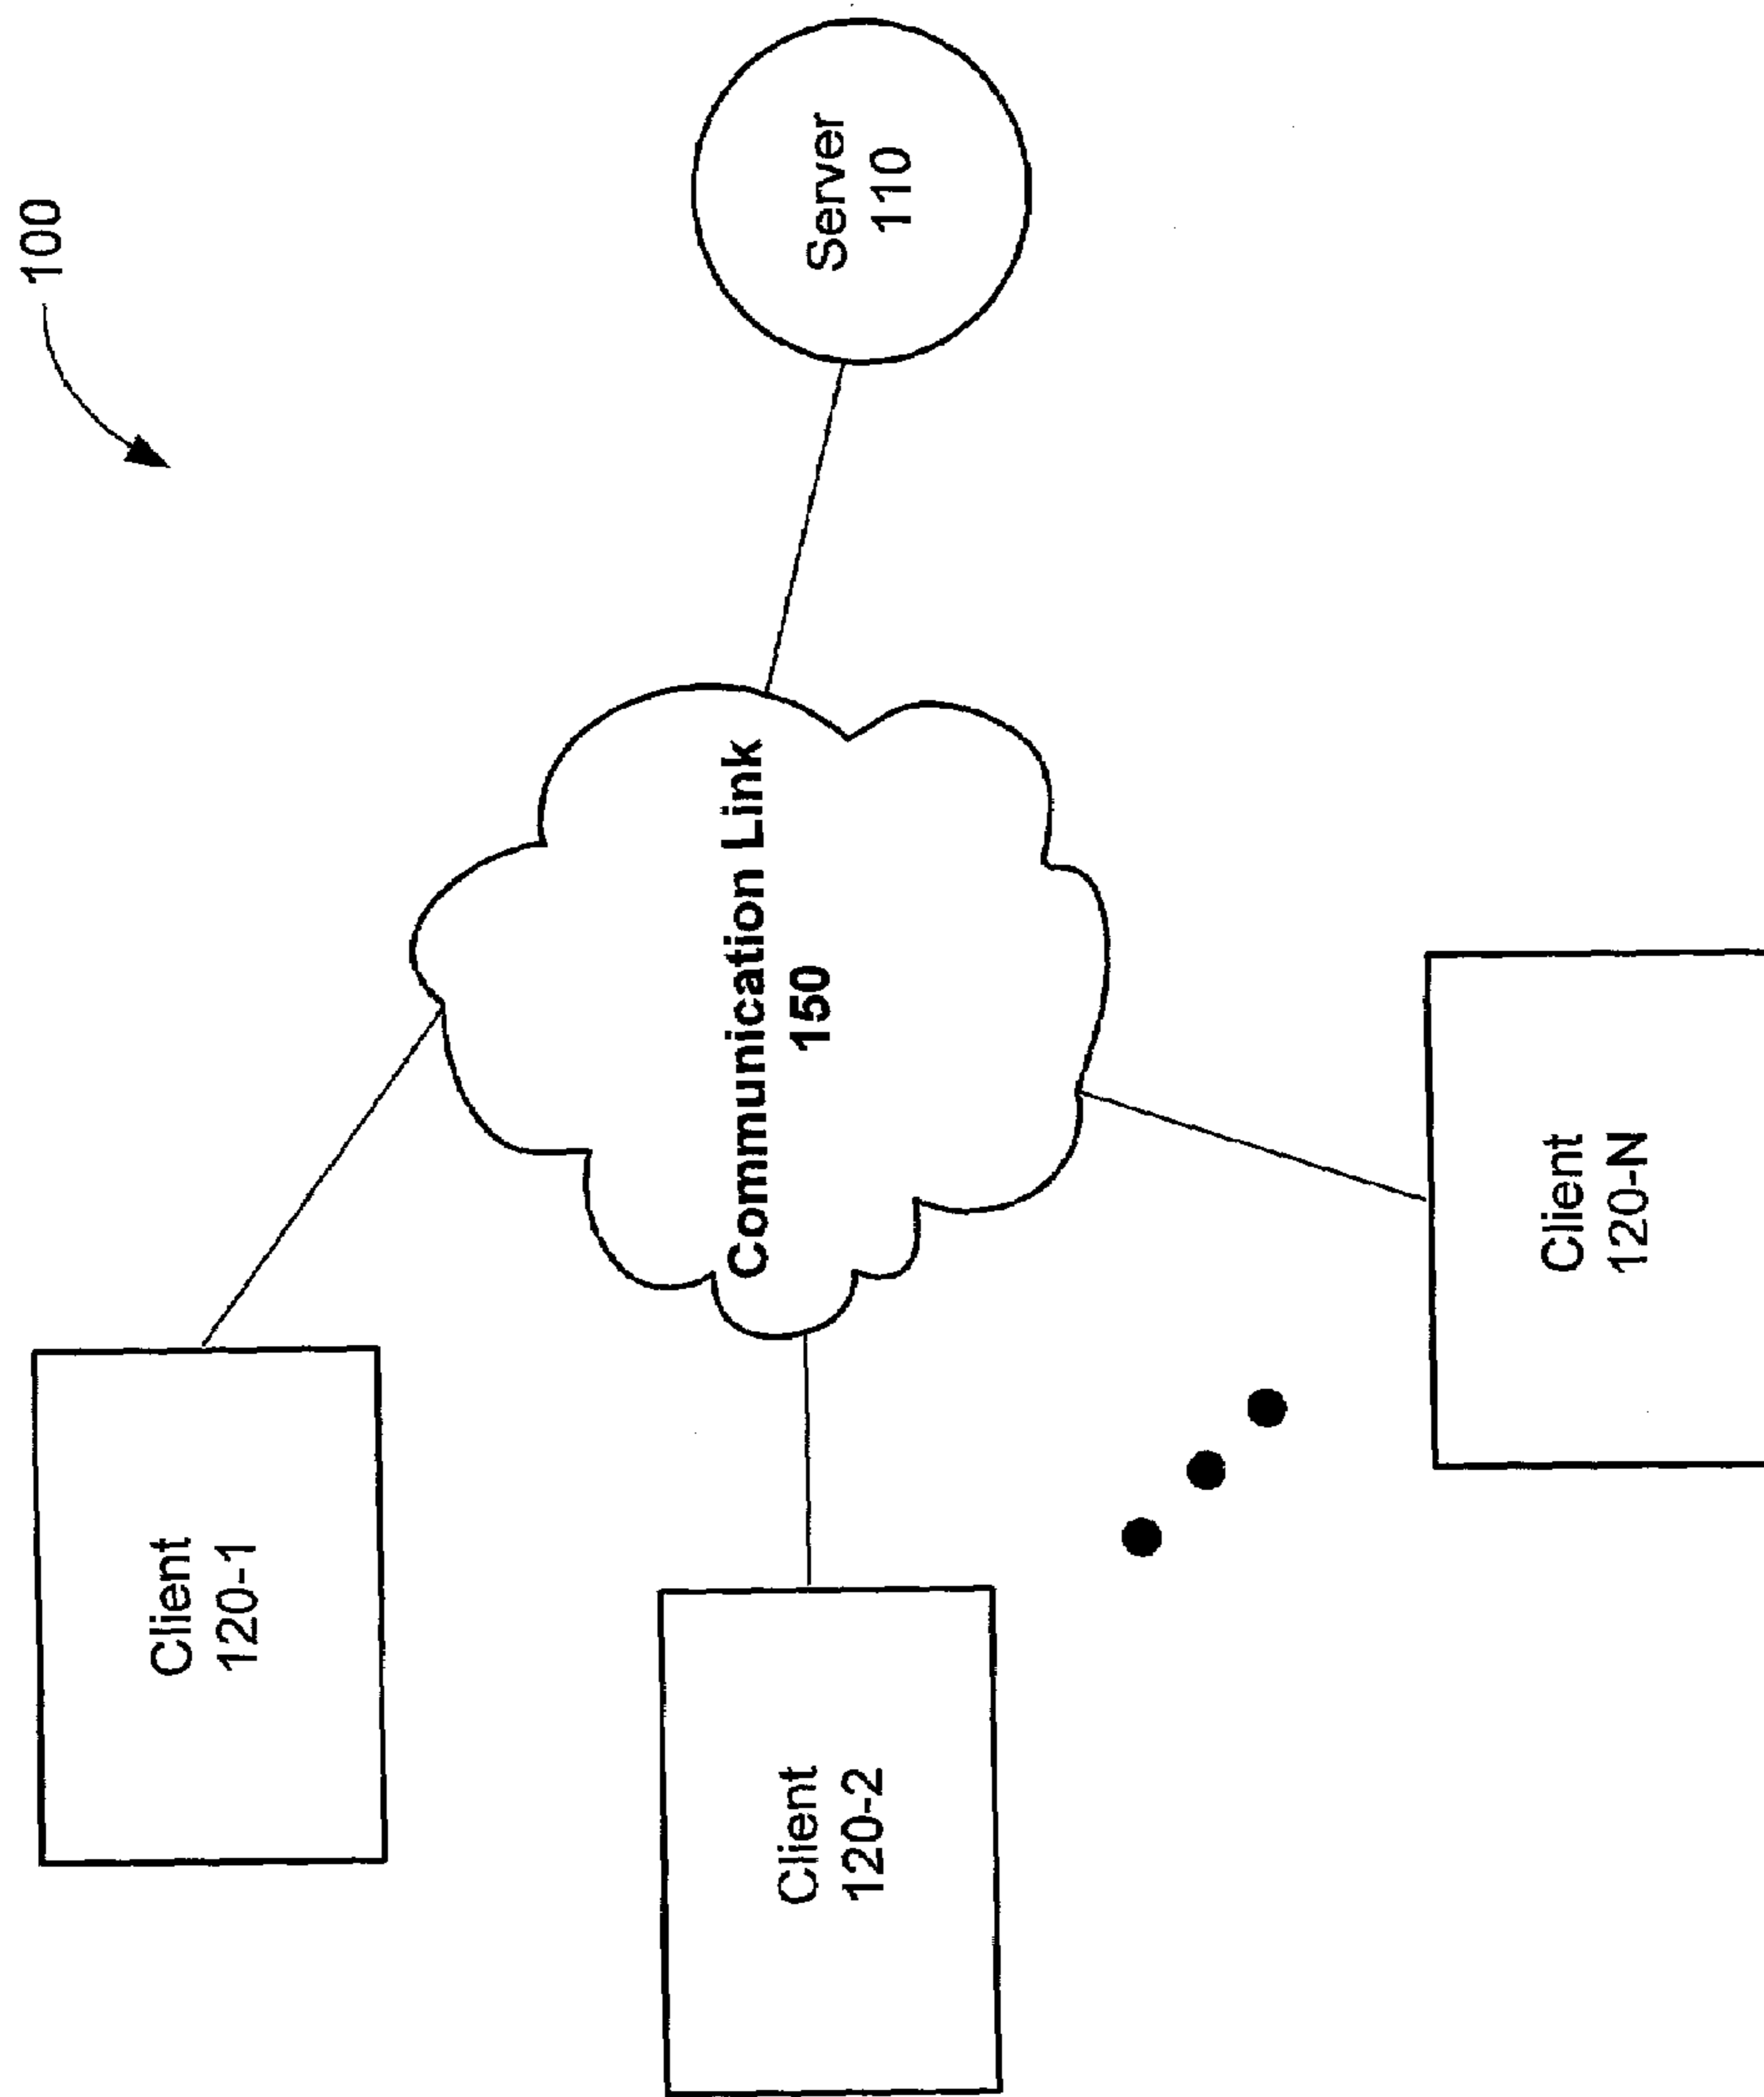 100
Client
120-1
Communication Link
150
Server
110
Client
120-2
Client
120-N